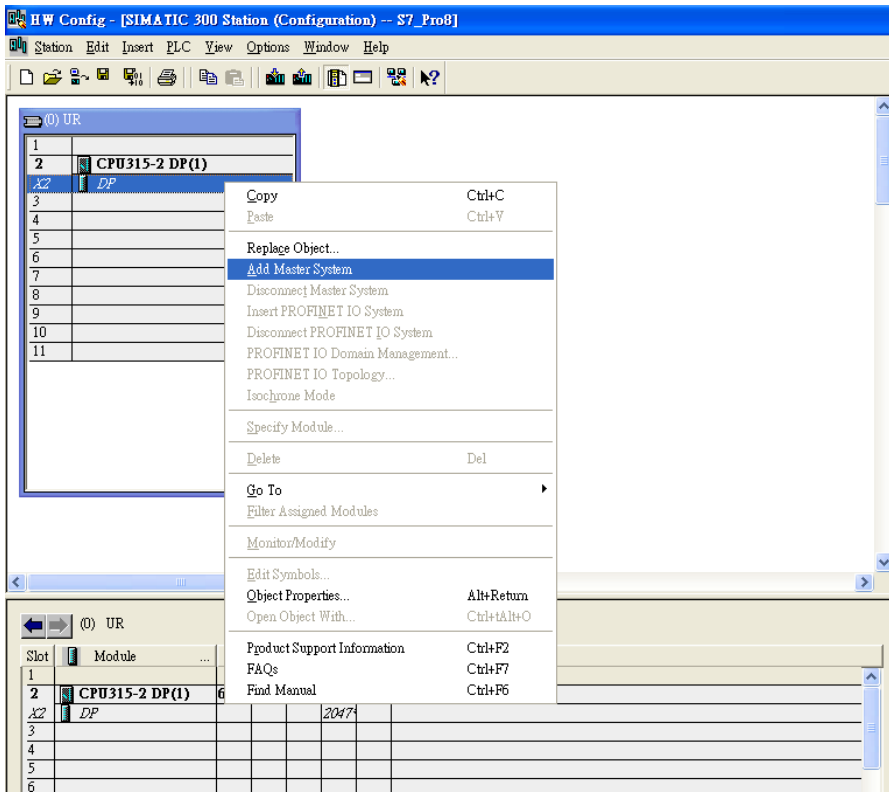 HW Config - [SIMATIC 300 Station (Configuration) -- S7_Pro8]
Station Edit Insert PLC View Options Window Help
(0) UR
1
2 CPU315-2 DP(1)
X2 DP
3
4
5
6
7
8
9
10
11
Copy Ctrl+C
Paste Ctrl+V
Replace Object...
Add Master System
Disconnect Master System
Insert PROFINET IO System
Disconnect PROFINET IO System
PROFINET IO Domain Management...
PROFINET IO Topology...
Isochrone Mode
Specify Module...
Delete Del
Go To
Filter Assigned Modules
Monitor/Modify
Edit Symbols...
Object Properties... Alt+Return
Open Object With... Ctrl+tAlt+O
Product Support Information Ctrl+F2
FAQs Ctrl+F7
Find Manual Ctrl+F6
(0) UR
Slot Module ...
1
2 CPU315-2 DP(1) 6
X2 DP 2047
3
4
5
6